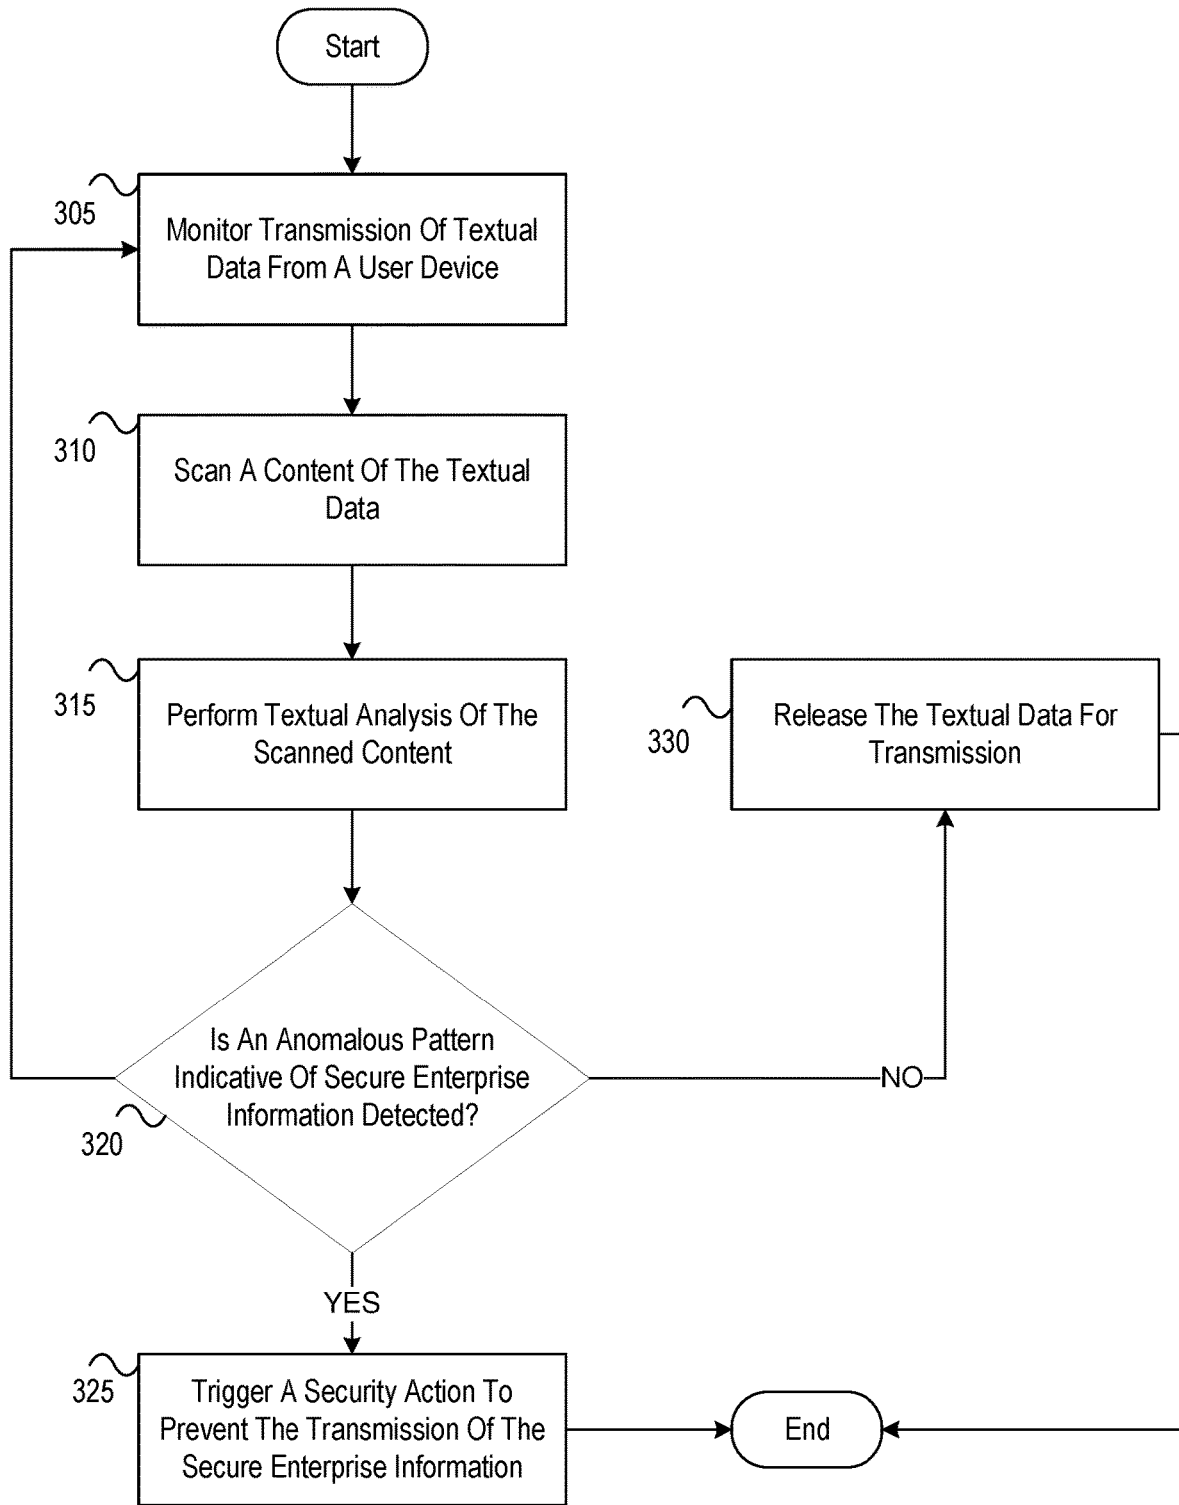 Start
305
Monitor Transmission Of Textual
Data From A User Device
310
Scan A Content Of The Textual
Data
315
Perform Textual Analysis Of The
Scanned Content
330
Release The Textual Data For
Transmission
Is An Anomalous Pattern
Indicative Of Secure Enterprise
Information Detected?
320
NO
YES
325
Trigger A Security Action To
Prevent The Transmission Of The
Secure Enterprise Information
End